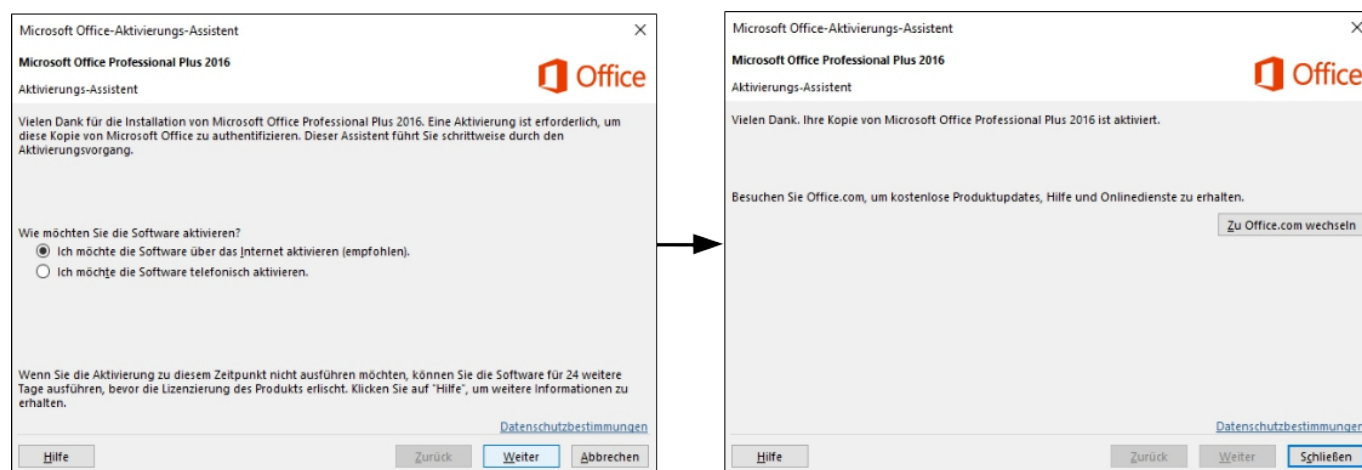 Microsoft Office-Aktivierungs-Assistent
Microsoft Office Professional Plus 2016
Aktivierungs-Assistent
Office
Vielen Dank für die Installation von Microsoft Office Professional Plus 2016. Eine Aktivierung ist erforderlich, um
diese Kopie von Microsoft Office zu authentifizieren. Dieser Assistent führt Sie schrittweise durch den
Aktivierungsvorgang.
Wie möchten Sie die Software aktivieren?
Ich möchte die Software über das Internet aktivieren (empfohlen).
Ich möchte die Software telefonisch aktivieren.
Wenn Sie die Aktivierung zu diesem Zeitpunkt nicht ausführen möchten, können Sie die Software für 24 weitere
Tage ausführen, bevor die Lizenzierung des Produkts erlischt. Klicken Sie auf "Hilfe", um weitere Informationen zu
erhalten.
Datenschutzbestimmungen
Hilfe
Zurück
Weiter
Abbrechen
Microsoft Office-Aktivierungs-Assistent
Microsoft Office Professional Plus 2016
Aktivierungs-Assistent
Office
Vielen Dank. Ihre Kopie von Microsoft Office Professional Plus 2016 ist aktiviert.
Besuchen Sie Office.com, um kostenlose Produktupdates, Hilfe und Onlinedienste zu erhalten.
Zu Office.com wechseln
Datenschutzbestimmungen
Hilfe
Zurück
Weiter
Schließen